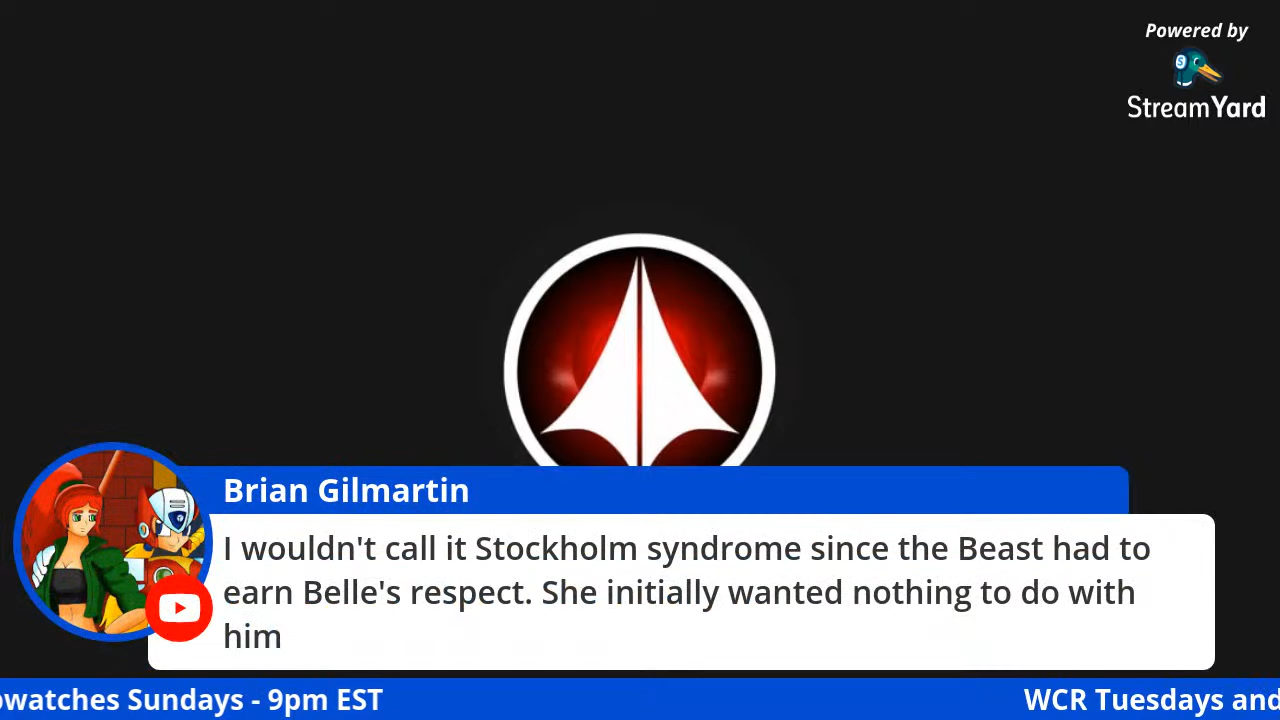 Powered by
StreamYard
Brian Gilmartin
I wouldn't call it Stockholm syndrome since the Beast had to
earn Belle's respect. She initially wanted nothing to do with
him
Sundays - 9pm EST
WCR Tuesdays and